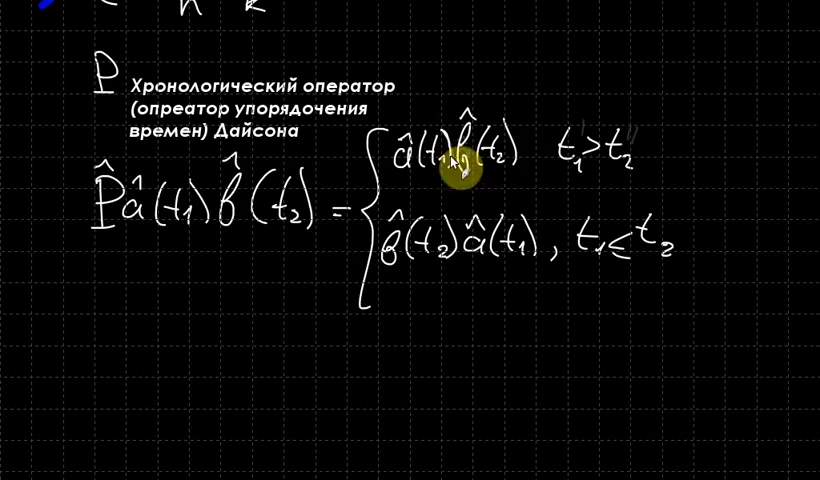 P
Хронологический оператор
(опреатор упорядочения
времен) Дайсона
P̂ â(t₁) b̂(t₂) = { â(t₁) b̂(t₂) t₁ > t₂
b̂(t₂) â(t₁), t₁ ≤ t₂